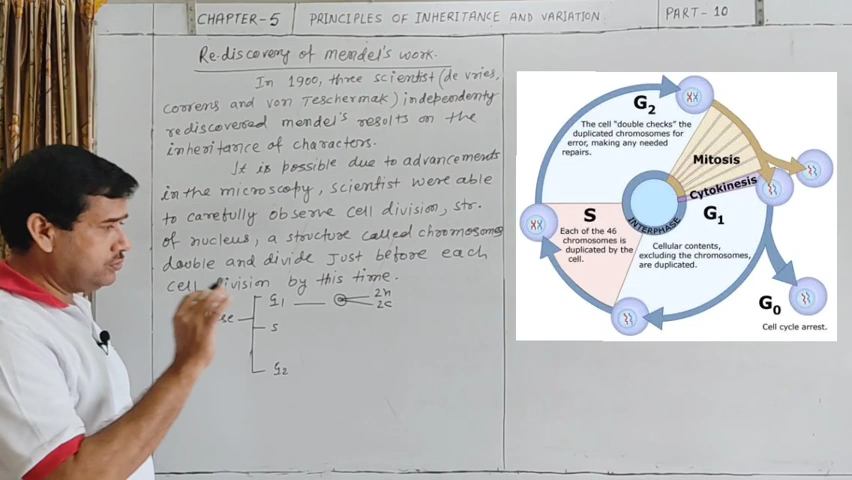 CHAPTER-5 PRINCIPLES OF INHERITANCE AND VARIATION PART-10
Re-discovery of mendel's work.
In 1900, three scientist (de vries,
Correns and von Teschermak) independenty
rediscovered mendel's results on the
inheritance of characters.
It is possible due to advancements
in the microscopy, scientist were able
to carefully observe cell division, str.
of nucleus, a structure called chromosome
double and divide Just before each
cell division by this time.
G1 2n
2c
S
G2
G2
The cell "double checks" the
duplicated chromosomes for
error, making any needed
repairs.
Mitosis
Cytokinesis
INTERPHASE
S
Each of the 46
chromosomes is
duplicated by the
cell.
G1
Cellular contents,
excluding the chromosomes,
are duplicated.
G0
Cell cycle arrest.